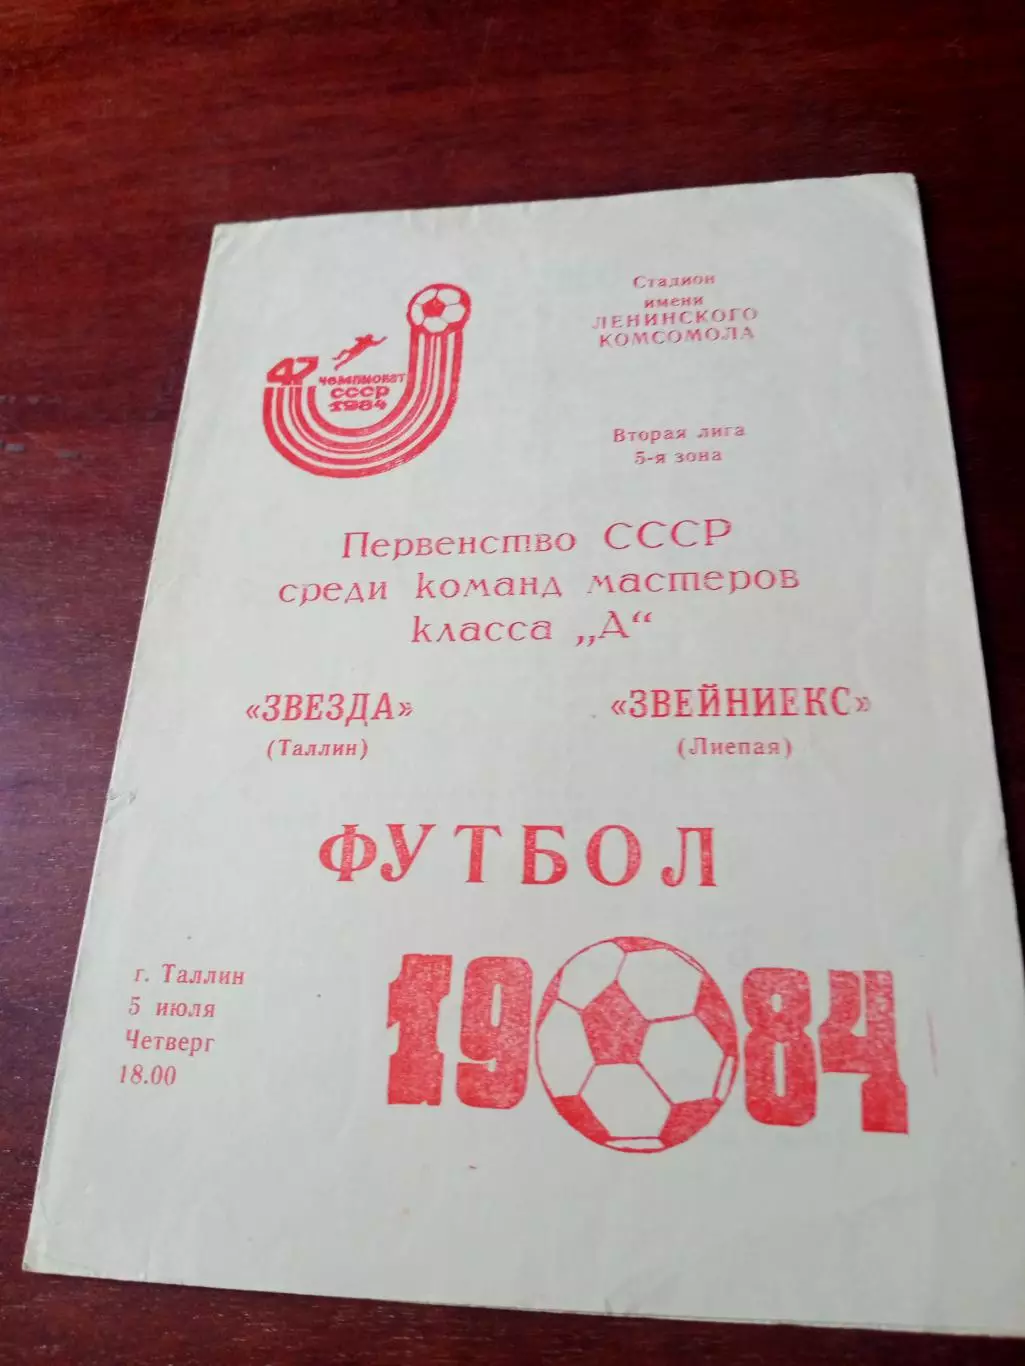 47
чемпионат
СССР
1984
Стадион
имени
ЛЕНИНСКОГО
КОМСОМОЛА
Вторая лига
5-я зона
Первенство СССР
среди команд мастеров
класса „А“
«ЗВЕЗДА»
(Таллин)
«ЗВЕЙНИЕКС»
(Лиепая)
ФУТБОЛ
г. Таллин
5 июля
Четверг
18.00
1984